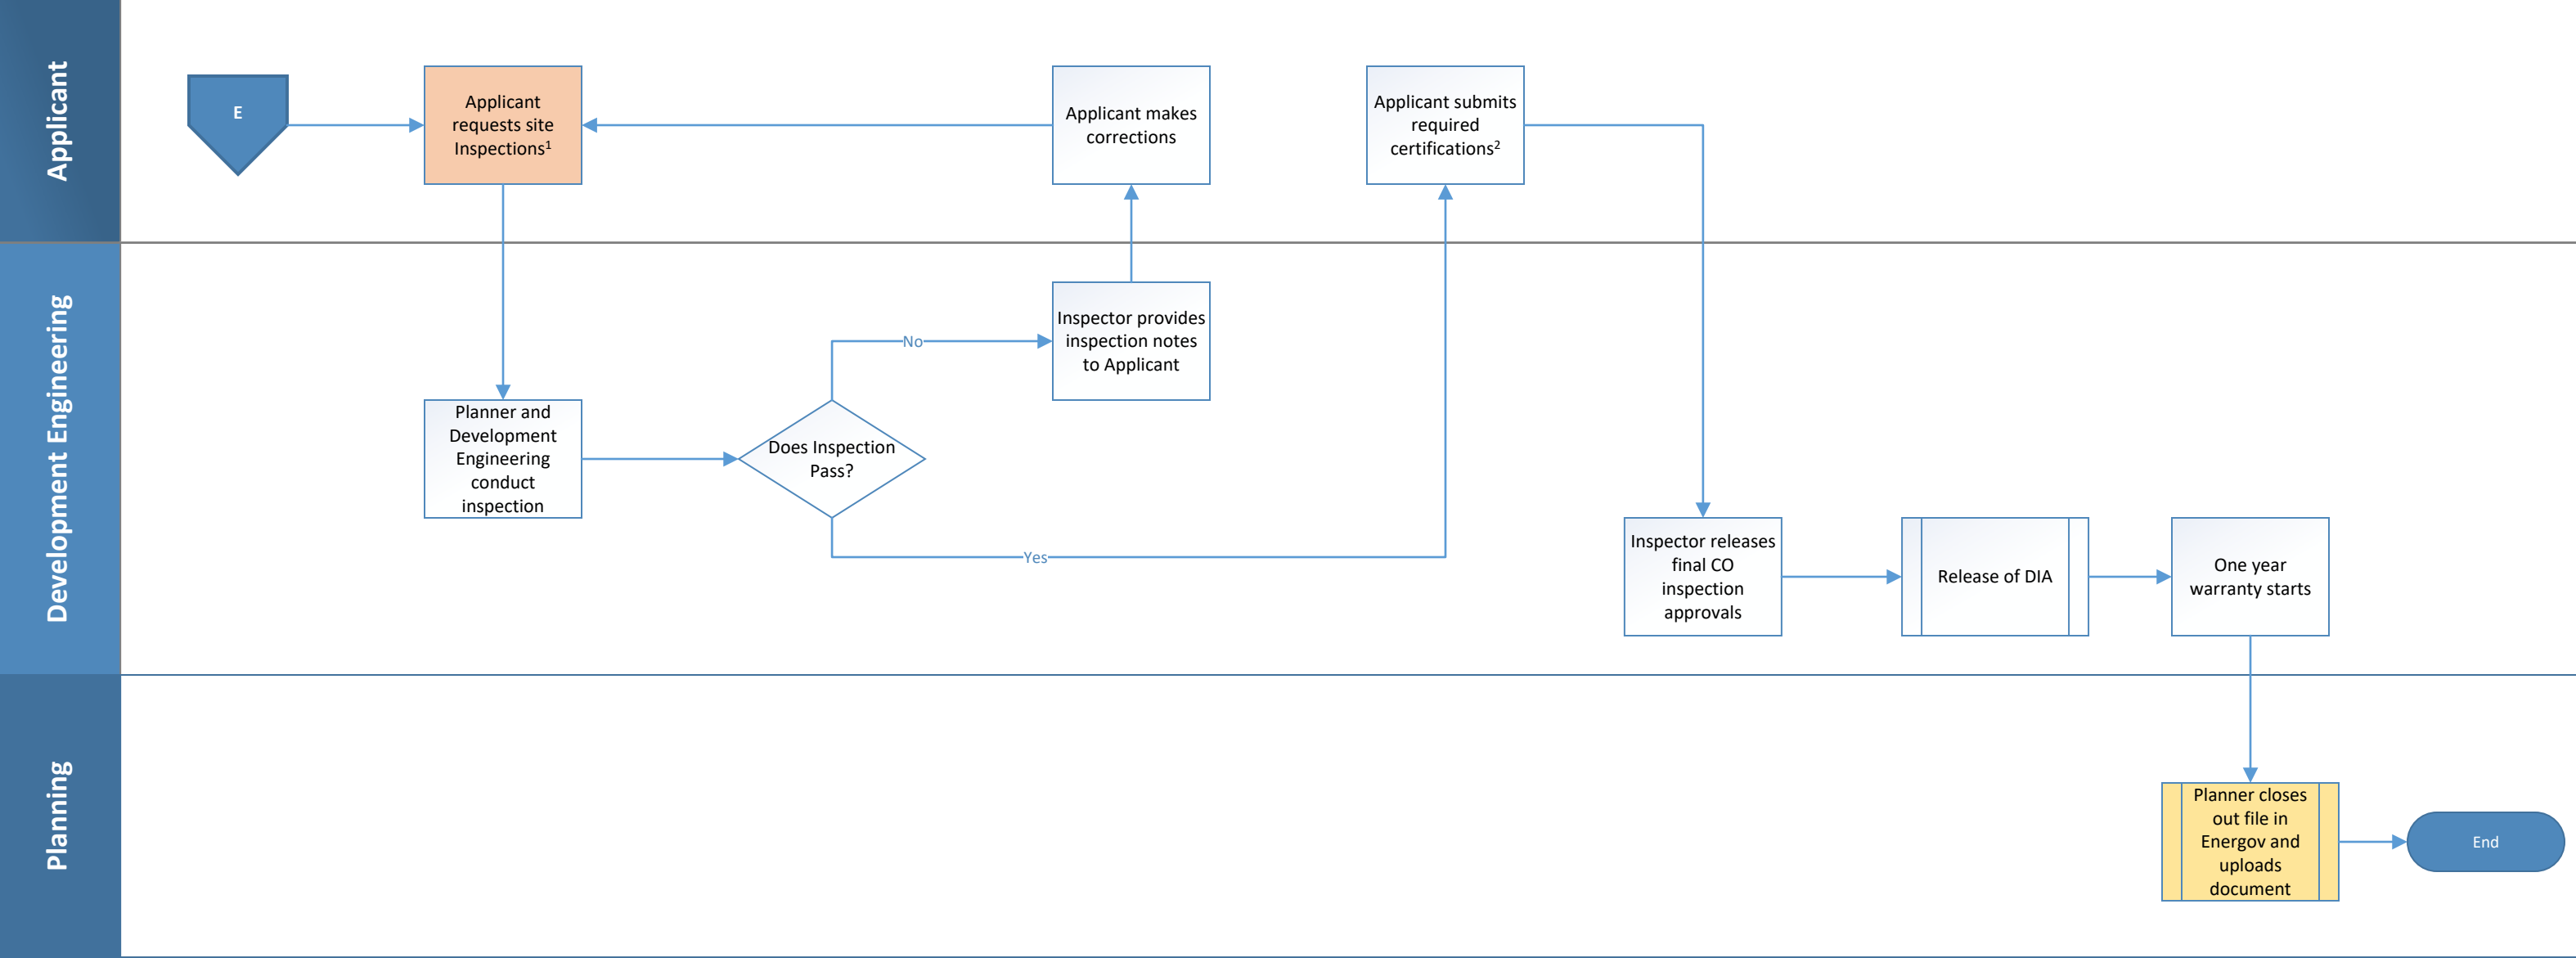 Applicant
E
Applicant
requests site
Inspections¹
Applicant makes
corrections
Applicant submits
required
certifications²
Development Engineering
Inspector provides
inspection notes
to Applicant
No
Planner and
Development
Engineering
conduct
inspection
Does Inspection
Pass?
Yes
Inspector releases
final CO
inspection
approvals
Release of DIA
One year
warranty starts
Planning
Planner closes
out file in
Energov and
uploads
document
End